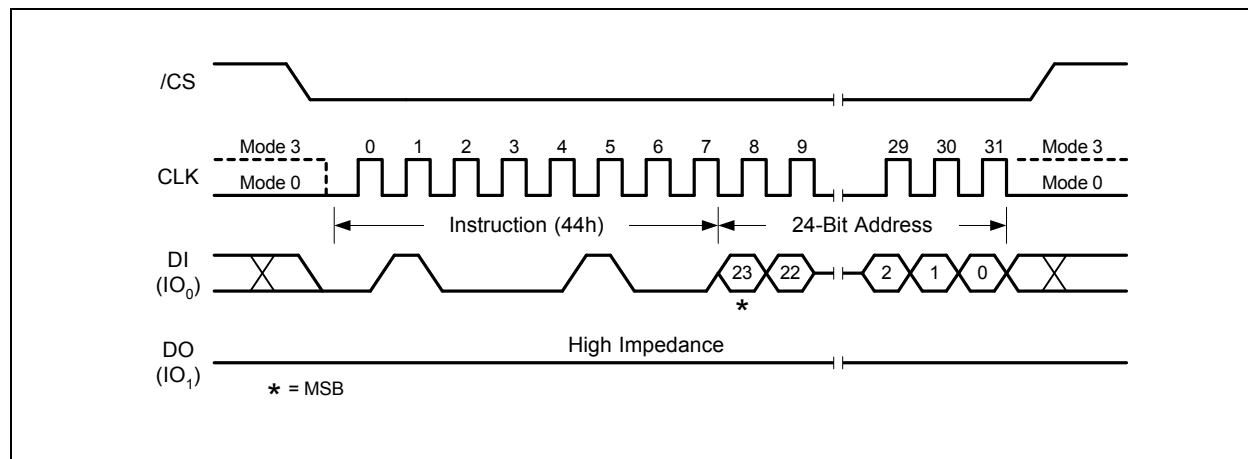 /CS
Mode 3 0 1 2 3 4 5 6 7 8 9 29 30 31 Mode 3
CLK Mode 0 Mode 0
Instruction (44h) 24-Bit Address
DI
(IO0) 23 22 2 1 0
*
High Impedance
DO
(IO1)
* = MSB